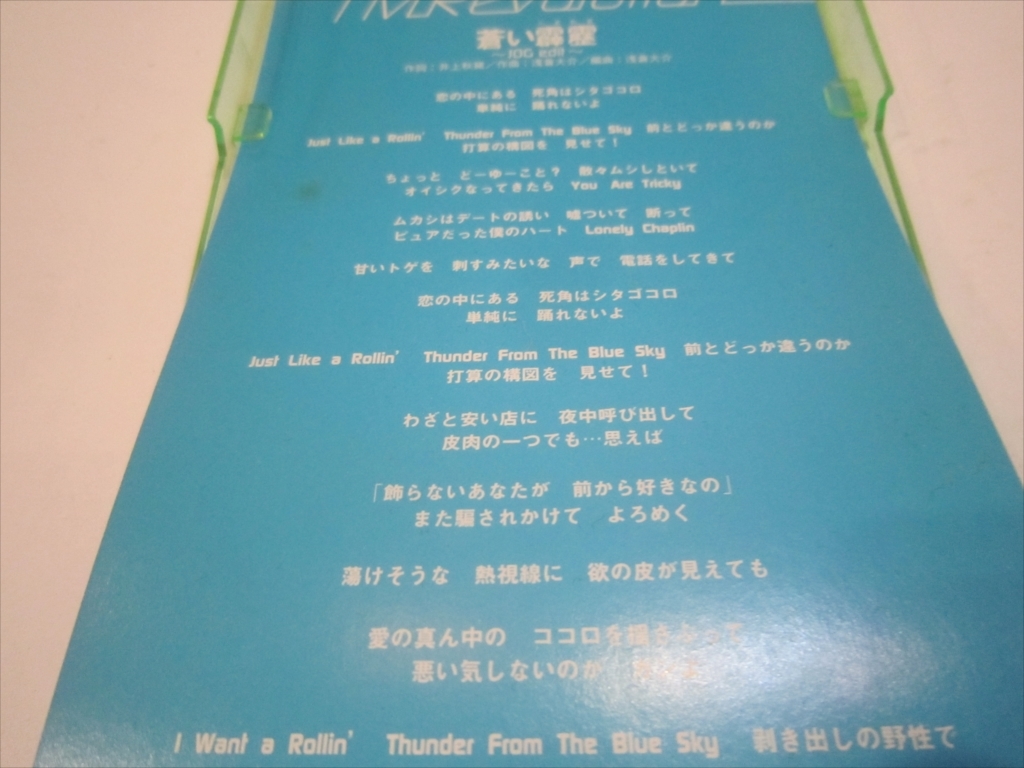 蒼い霹靂
～JOG edit～
作詞：井上秋緒／作曲：浅倉大介／編曲：浅倉大介
恋の中にある　死角はシタゴコロ
単純に　踊れないよ
Just Like a Rollin'　Thunder From The Blue Sky　前とどっか違うのか
打算の構図を　見せて！
ちょっと　どーゆーこと？　散々ムシしといて
オイシクなってきたら　You Are Tricky
ムカシはデートの誘い　嘘ついて　断って
ピュアだった僕のハート　Lonely Chaplin
甘いトゲを　刺すみたいな　声で　電話をしてきて
恋の中にある　死角はシタゴコロ
単純に　踊れないよ
Just Like a Rollin'　Thunder From The Blue Sky　前とどっか違うのか
打算の構図を　見せて！
わざと安い店に　夜中呼び出して
皮肉の一つでも…思えば
「飾らないあなたが　前から好きなの」
また騙されかけて　よろめく
蕩けそうな　熱視線に　欲の皮が見えても
愛の真ん中の　ココロを揺さぶって
悪い気しないのが
I Want a Rollin'　Thunder From The Blue Sky　剥き出しの野性で